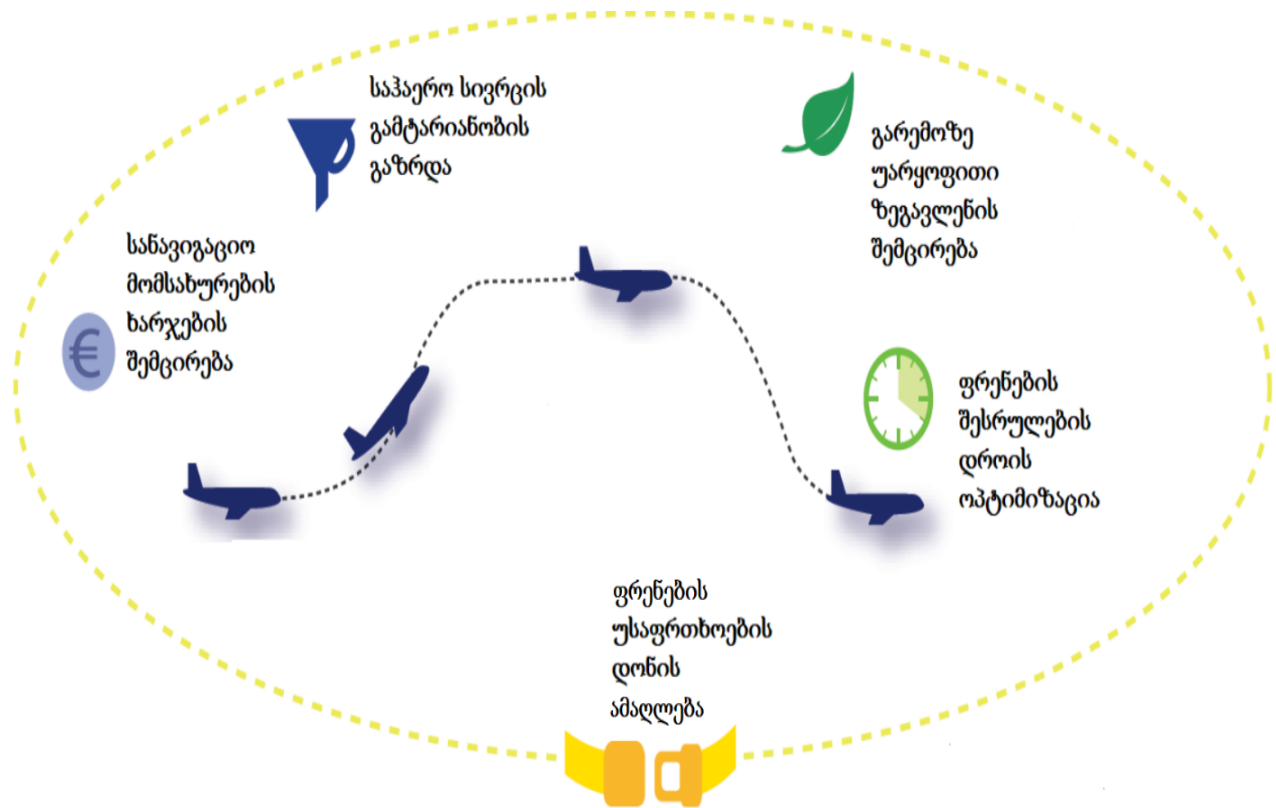 საჰაერო სივრცის
გამტარიანობის
გაზრდა
გარემოზე
უარყოფითი
ზეგავლენის
შემცირება
სანავიგაციო
მომსახურების
ხარჯების
შემცირება
€
ფრენების
შესრულების
დროის
ოპტიმიზაცია
ფრენების
უსაფრთხოების
დონის
ამაღლება